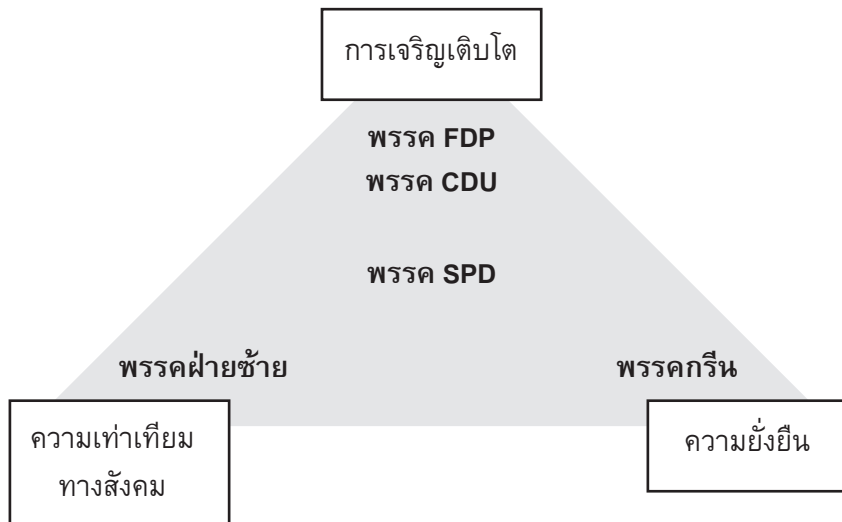 การเจริญเติบโต
พรรค FDP
พรรค CDU
พรรค SPD
พรรคฝ่ายซ้าย
พรรคกรีน
ความเท่าเทียม
ทางสังคม
ความยั่งยืน